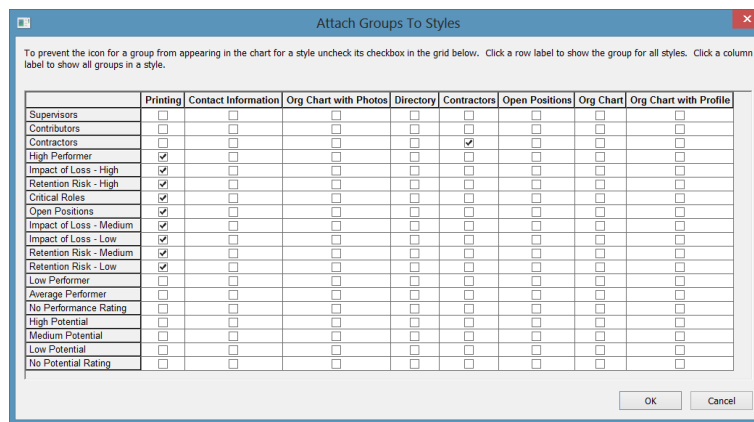 Attach Groups To Styles
To prevent the icon for a group from appearing in the chart for a style uncheck its checkbox in the grid below. Click a row label to show the group for all styles. Click a column
label to show all groups in a style.
Printing Contact Information Org Chart with Photos Directory Contractors Open Positions Org Chart Org Chart with Profile
Supervisors
Contributors
Contractors
High Performer
Impact of Loss - High
Retention Risk - High
Critical Roles
Open Positions
Impact of Loss - Medium
Impact of Loss - Low
Retention Risk - Medium
Retention Risk - Low
Low Performer
Average Performer
No Performance Rating
High Potential
Medium Potential
Low Potential
No Potential Rating
OK Cancel